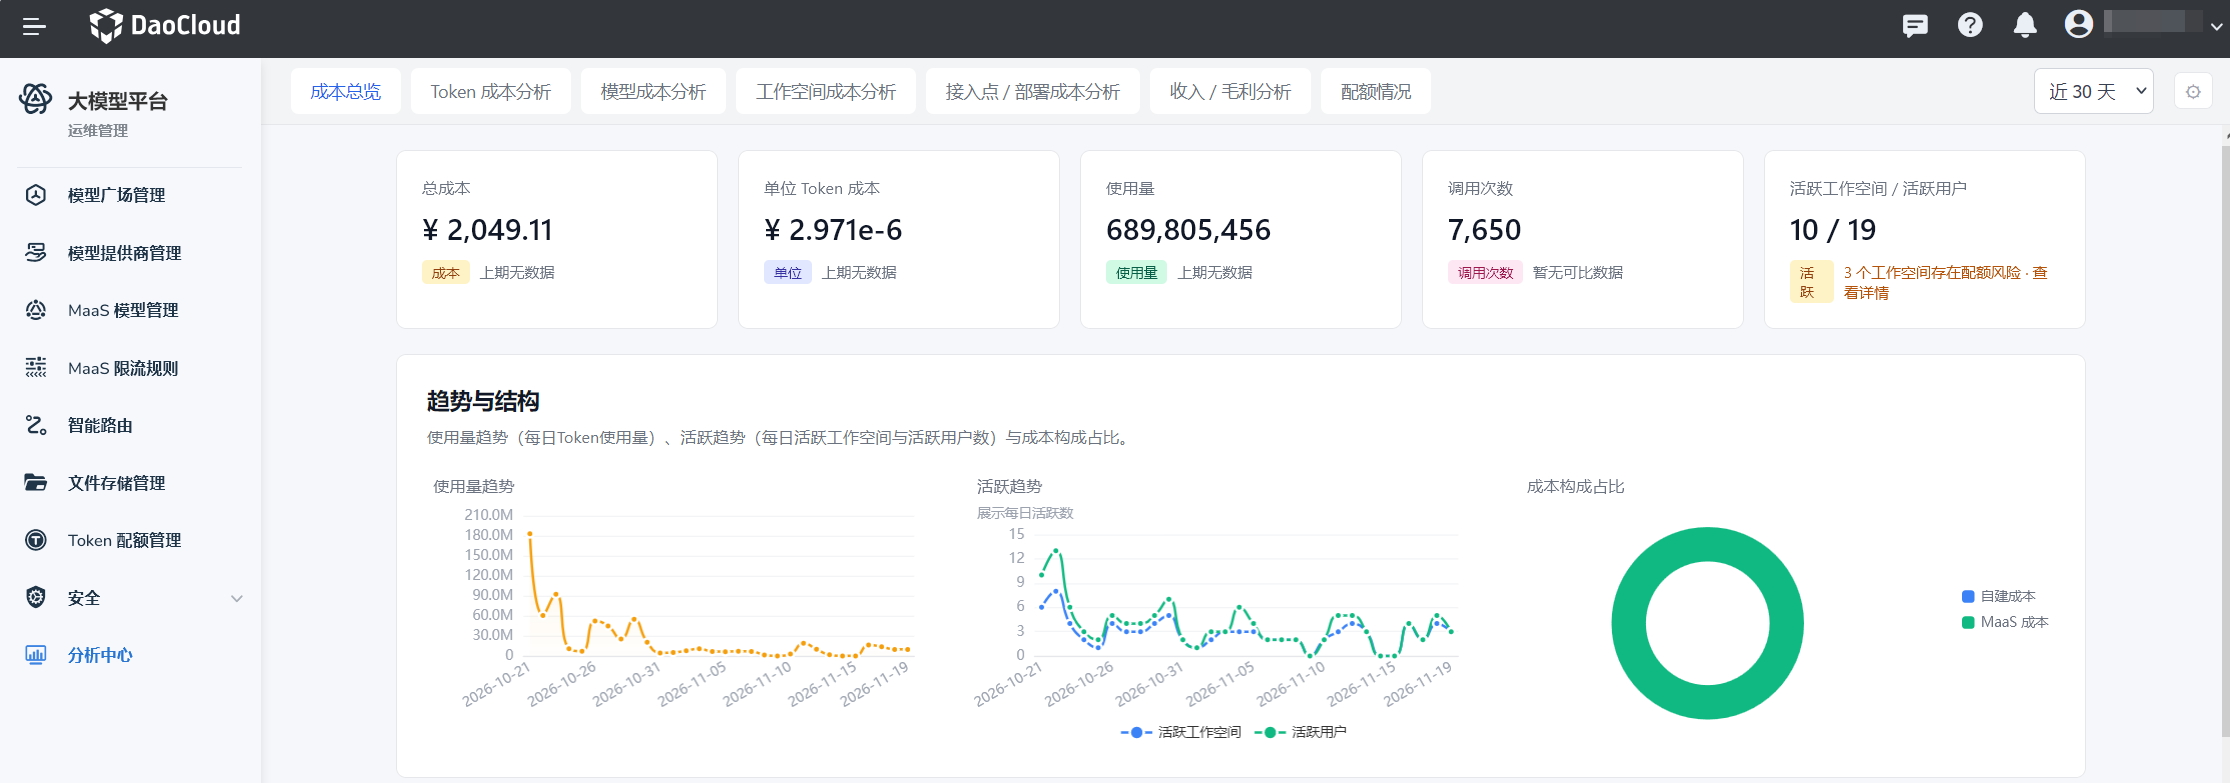 DaoCloud
大模型平台
运维管理
模型广场管理
模型提供商管理
MaaS 模型管理
MaaS 限流规则
智能路由
文件存储管理
Token 配额管理
安全
分析中心
成本总览
Token 成本分析
模型成本分析
工作空间成本分析
接入点 / 部署成本分析
收入 / 毛利分析
配额情况
近 30 天
总成本
¥ 2,049.11
成本 上期无数据
单位 Token 成本
¥ 2.971e-6
单位 上期无数据
使用量
689,805,456
使用量 上期无数据
调用次数
7,650
调用次数 暂无可比数据
活跃工作空间 / 活跃用户
10 / 19
活跃
3 个工作空间存在配额风险 · 查
看详情
趋势与结构
使用量趋势（每日Token使用量）、活跃趋势（每日活跃工作空间与活跃用户数）与成本构成占比。
使用量趋势
210.0M
180.0M
150.0M
120.0M
90.0M
60.0M
30.0M
0
2026-10-21
2026-10-26
2026-10-31
2026-11-05
2026-11-10
2026-11-15
2026-11-19
活跃趋势
展示每日活跃数
15
12
9
6
3
0
2026-10-21
2026-10-26
2026-10-31
2026-11-05
2026-11-10
2026-11-15
2026-11-19
活跃工作空间
活跃用户
成本构成占比
自建成本
MaaS 成本